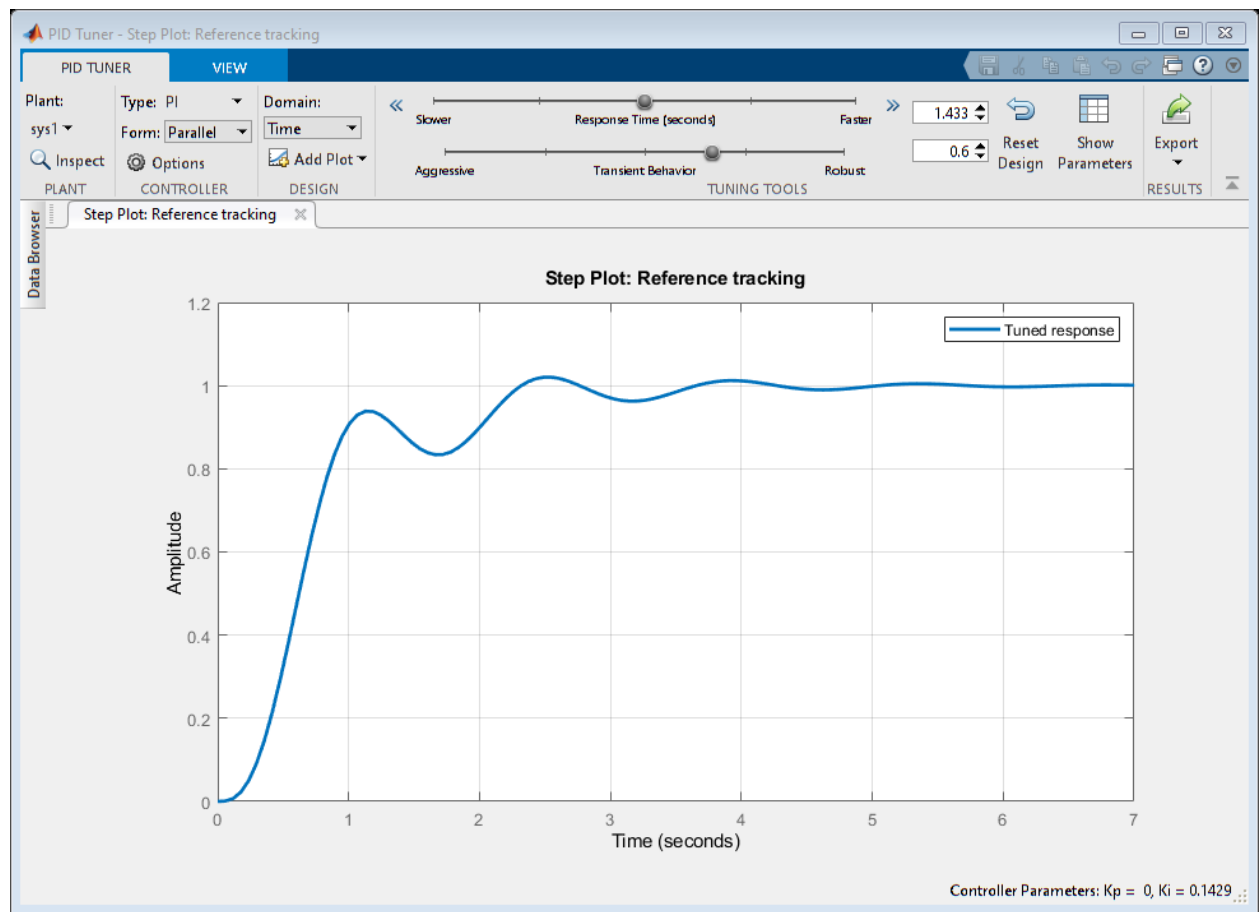 PID Tuner - Step Plot: Reference tracking
PID TUNER VIEW
Plant:
sys1
Inspect
PLANT
Type: PI
Form: Parallel
Options
CONTROLLER
Domain:
Time
Add Plot
DESIGN
Slower Response Time (seconds) Faster
1.433
Aggressive Transient Behavior Robust
0.6
TUNING TOOLS
Reset
Design
Show
Parameters
Export
RESULTS
Data Browser
Step Plot: Reference tracking
Step Plot: Reference tracking
Tuned response
Amplitude
1.2
1
0.8
0.6
0.4
0.2
0
0 1 2 3 4 5 6 7
Time (seconds)
Controller Parameters: Kp = 0, Ki = 0.1429